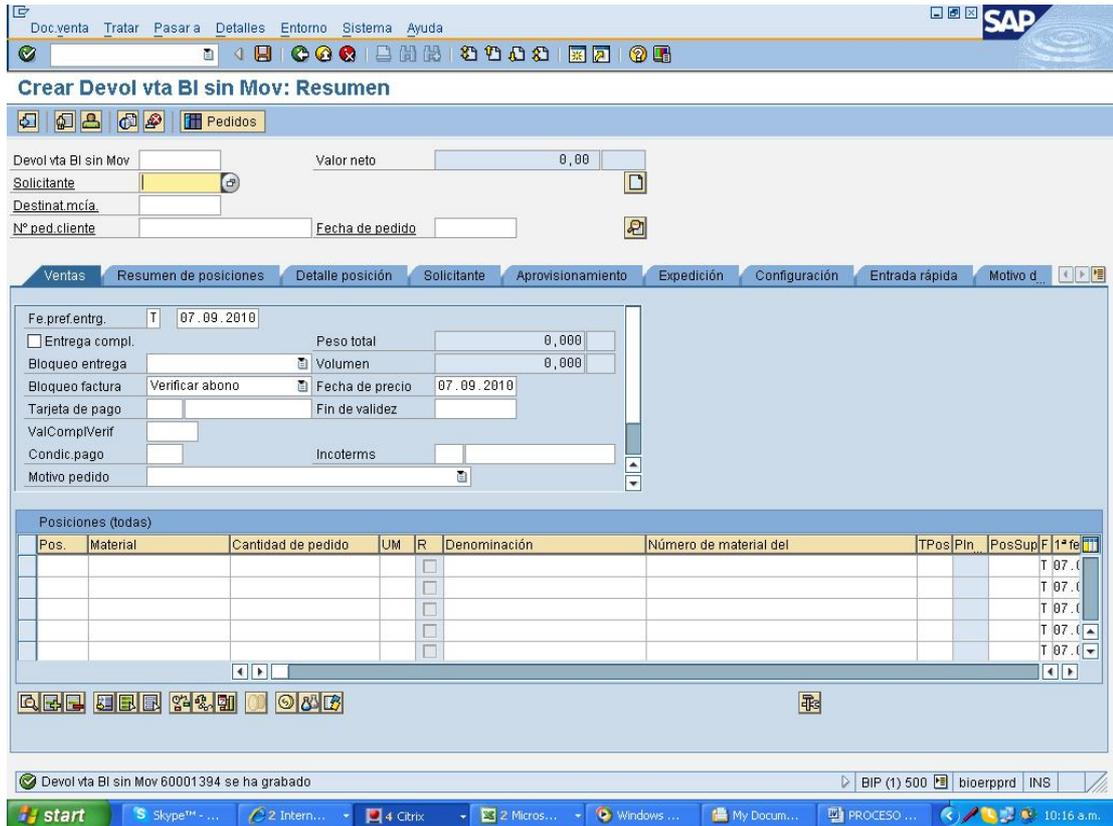 Doc.venta Tratar Pasar a Detalles Entorno Sistema Ayuda
SAP
Crear Devol vta BI sin Mov: Resumen
Pedidos
Devol vta BI sin Mov Valor neto 0,00
Solicitante
Destinat.mcía.
Nº ped.cliente Fecha de pedido
Ventas Resumen de posiciones Detalle posición Solicitante Aprovisionamiento Expedición Configuración Entrada rápida Motivo d...
Fe.pref.entrg. T 07.09.2010
Entrega compl. Peso total 0,000
Bloqueo entrega Volumen 0,000
Bloqueo factura Verificar abono Fecha de precio 07.09.2010
Tarjeta de pago Fin de validez
ValComplVerif
Condic.pago Incoterms
Motivo pedido
Posiciones (todas)
Pos. Material Cantidad de pedido UM R Denominación Número de material del TPos Pln... PosSup F 1ª fe
T 07.0
T 07.0
T 07.0
T 07.0
T 07.0
Devol vta BI sin Mov 60001394 se ha grabado BIP (1) 500 bioerpprd INS
start Skype™ - ... 2 Intern... 4 Citrix 2 Micros... Windows ... My Docum... PROCESO ... 10:16 a.m.